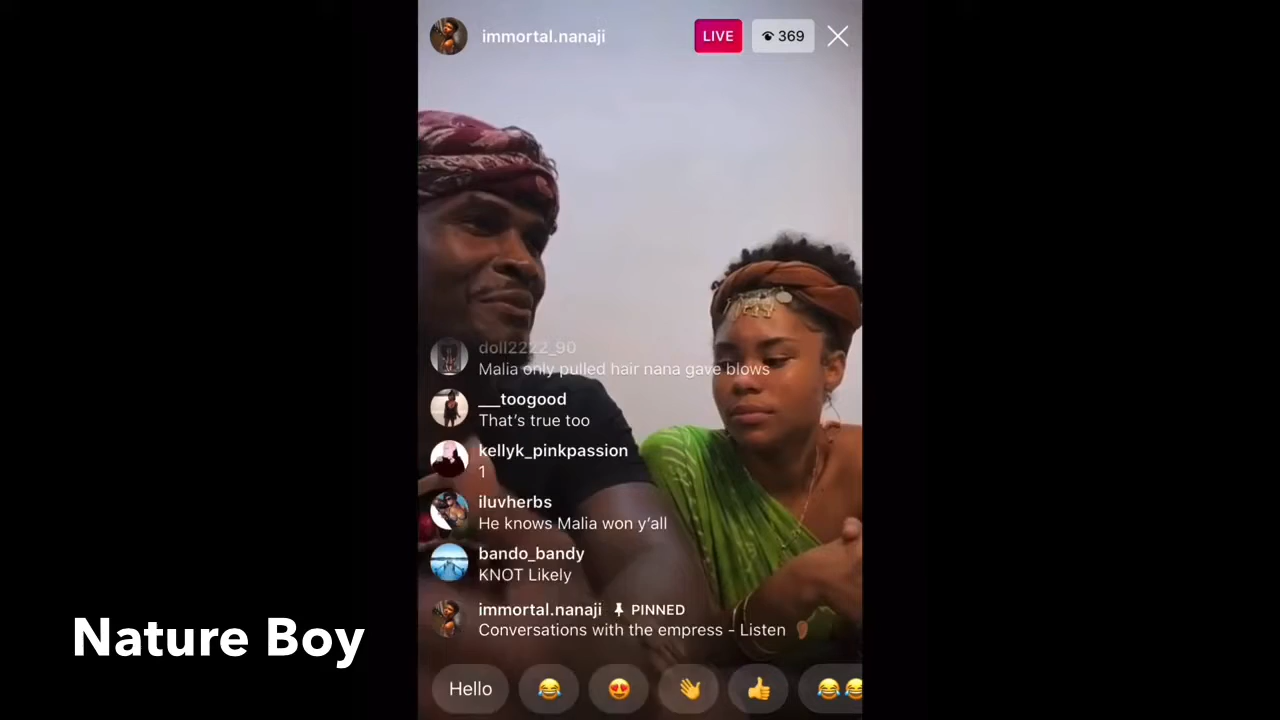 immortal.nanaji
LIVE
369
doll2222_90
Malia only pulled hair nana gave blows
___toogood
That's true too
kellyk_pinkpassion
1
iluvherbs
He knows Malia won y'all
bando_bandy
KNOT Likely
immortal.nanaji PINNED
Conversations with the empress - Listen
Nature Boy
Hello